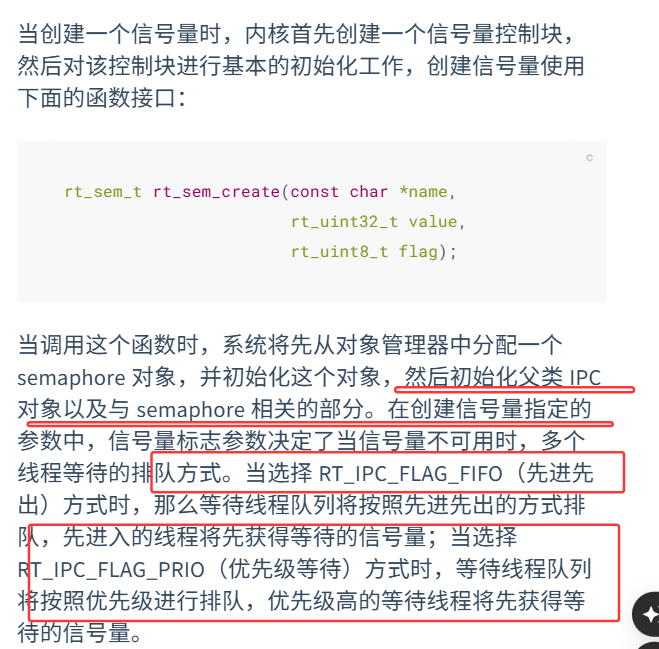 当创建一个信号量时，内核首先创建一个信号量控制块，
然后对该控制块进行基本的初始化工作，创建信号量使用
下面的函数接口：
c
rt_sem_t rt_sem_create(const char *name,
rt_uint32_t value,
rt_uint8_t flag);
当调用这个函数时，系统将先从对象管理器中分配一个
semaphore 对象，并初始化这个对象，然后初始化父类 IPC
对象以及与 semaphore 相关的部分。在创建信号量指定的
参数中，信号量标志参数决定了当信号量不可用时，多个
线程等待的排队方式。当选择 RT_IPC_FLAG_FIFO（先进先
出）方式时，那么等待线程队列将按照先进先出的方式排
队，先进入的线程将先获得等待的信号量；当选择
RT_IPC_FLAG_PRIO（优先级等待）方式时，等待线程队列
将按照优先级进行排队，优先级高的等待线程将先获得等
待的信号量。